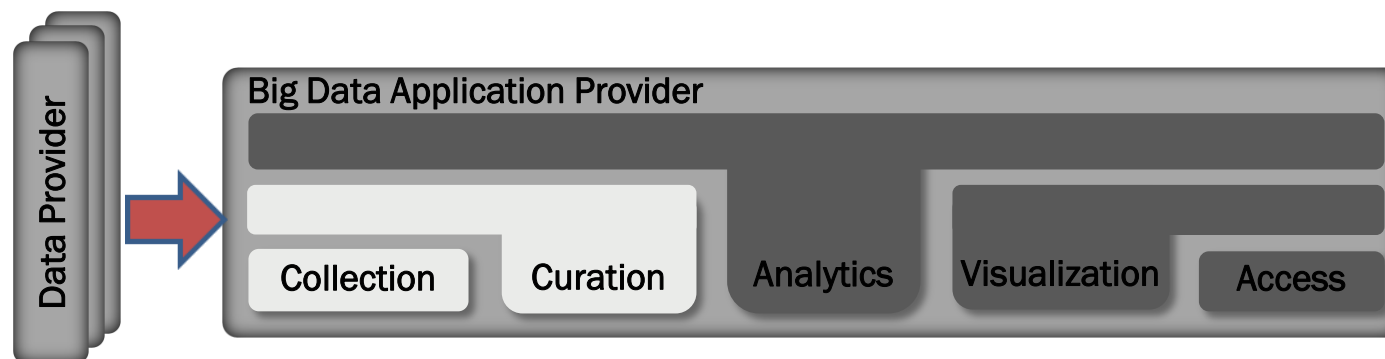 Data Provider
Big Data Application Provider
Collection
Curation
Analytics
Visualization
Access